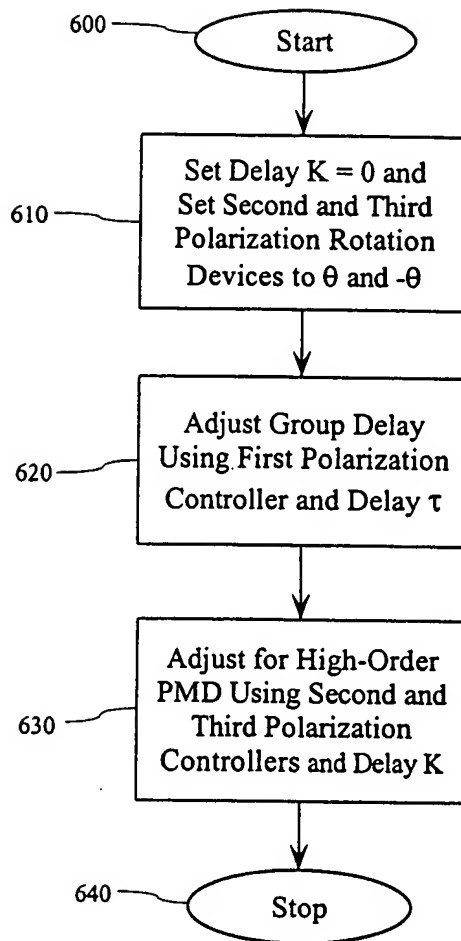 600
Start
610
Set Delay K = 0 and
Set Second and Third
Polarization Rotation
Devices to θ and -θ
620
Adjust Group Delay
Using First Polarization
Controller and Delay τ
630
Adjust for High-Order
PMD Using Second and
Third Polarization
Controllers and Delay K
640
Stop